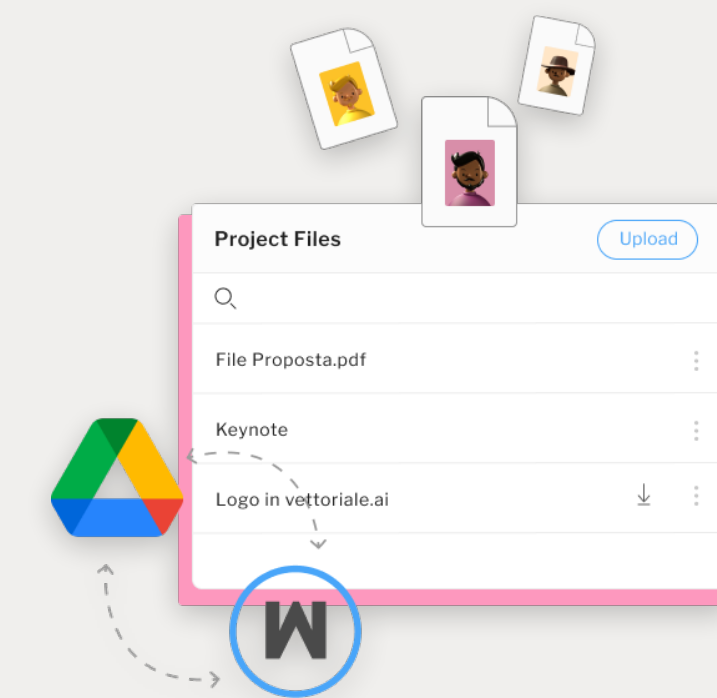 Project Files
Upload
File Proposta.pdf
Keynote
Logo in vettoriale.ai
W